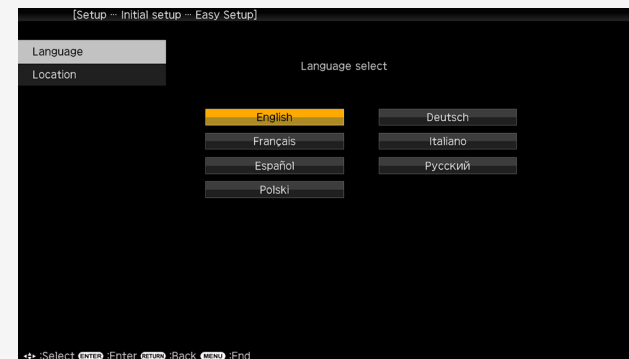 [Setup ... Initial setup ... Easy Setup]
Language
Location
Language select
English
Deutsch
Français
Italiano
Español
Русский
Polski
:Select ENTER :Enter RETURN :Back MENU :End